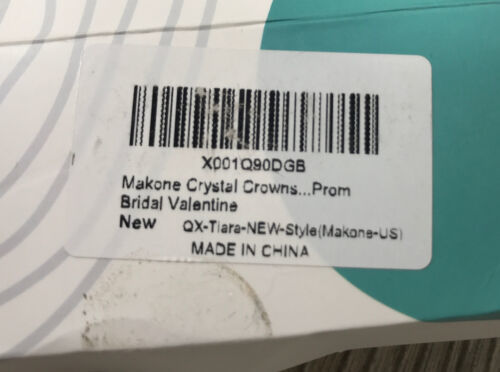 X001Q90DGB
Makone Crystal Crowns...Prom
Bridal Valentine
New QX-Tiara-NEW-Style(Makone-US)
MADE IN CHINA